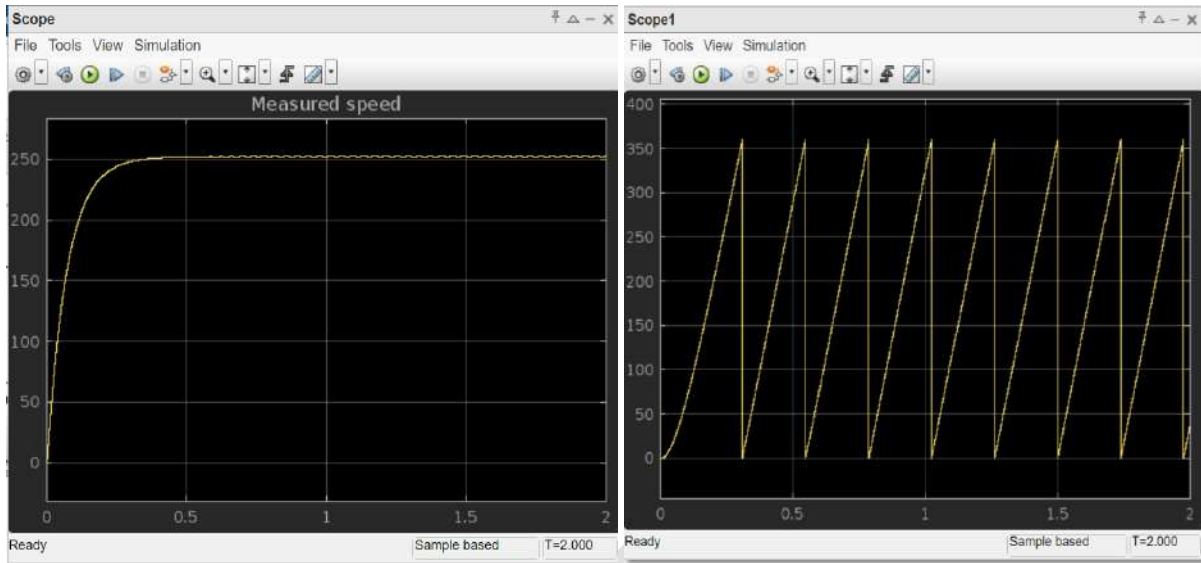 Scope
File Tools View Simulation
Measured speed
250
200
150
100
50
0
0 0.5 1 1.5 2
Ready Sample based T=2.000
Scope1
File Tools View Simulation
400
350
300
250
200
150
100
50
0
0 0.5 1 1.5 2
Ready Sample based T=2.000